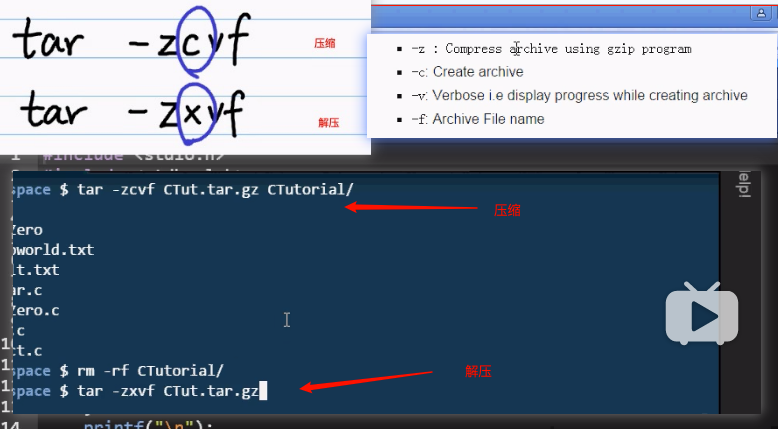 tar -zcvf 压缩
tar -zxvf 解压
-z : Compress archive using gzip program
-c: Create archive
-v: Verbose i.e display progress while creating archive
-f: Archive File name
#include <stdio.h>
space $ tar -zcvf CTut.tar.gz CTutorial/
压缩
zero
oworld.txt
lt.txt
ar.c
zero.c
:c
t.c
space $ rm -rf CTutorial/
space $ tar -zxvf CTut.tar.gz
解压
14 printf("\n");
elp!